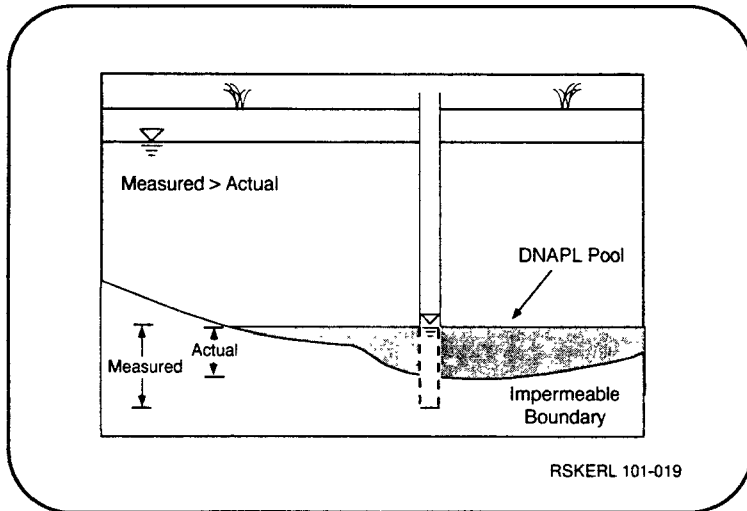 Measured > Actual
DNAPL Pool
Actual
Measured
Impermeable
Boundary
RSKERL 101-019